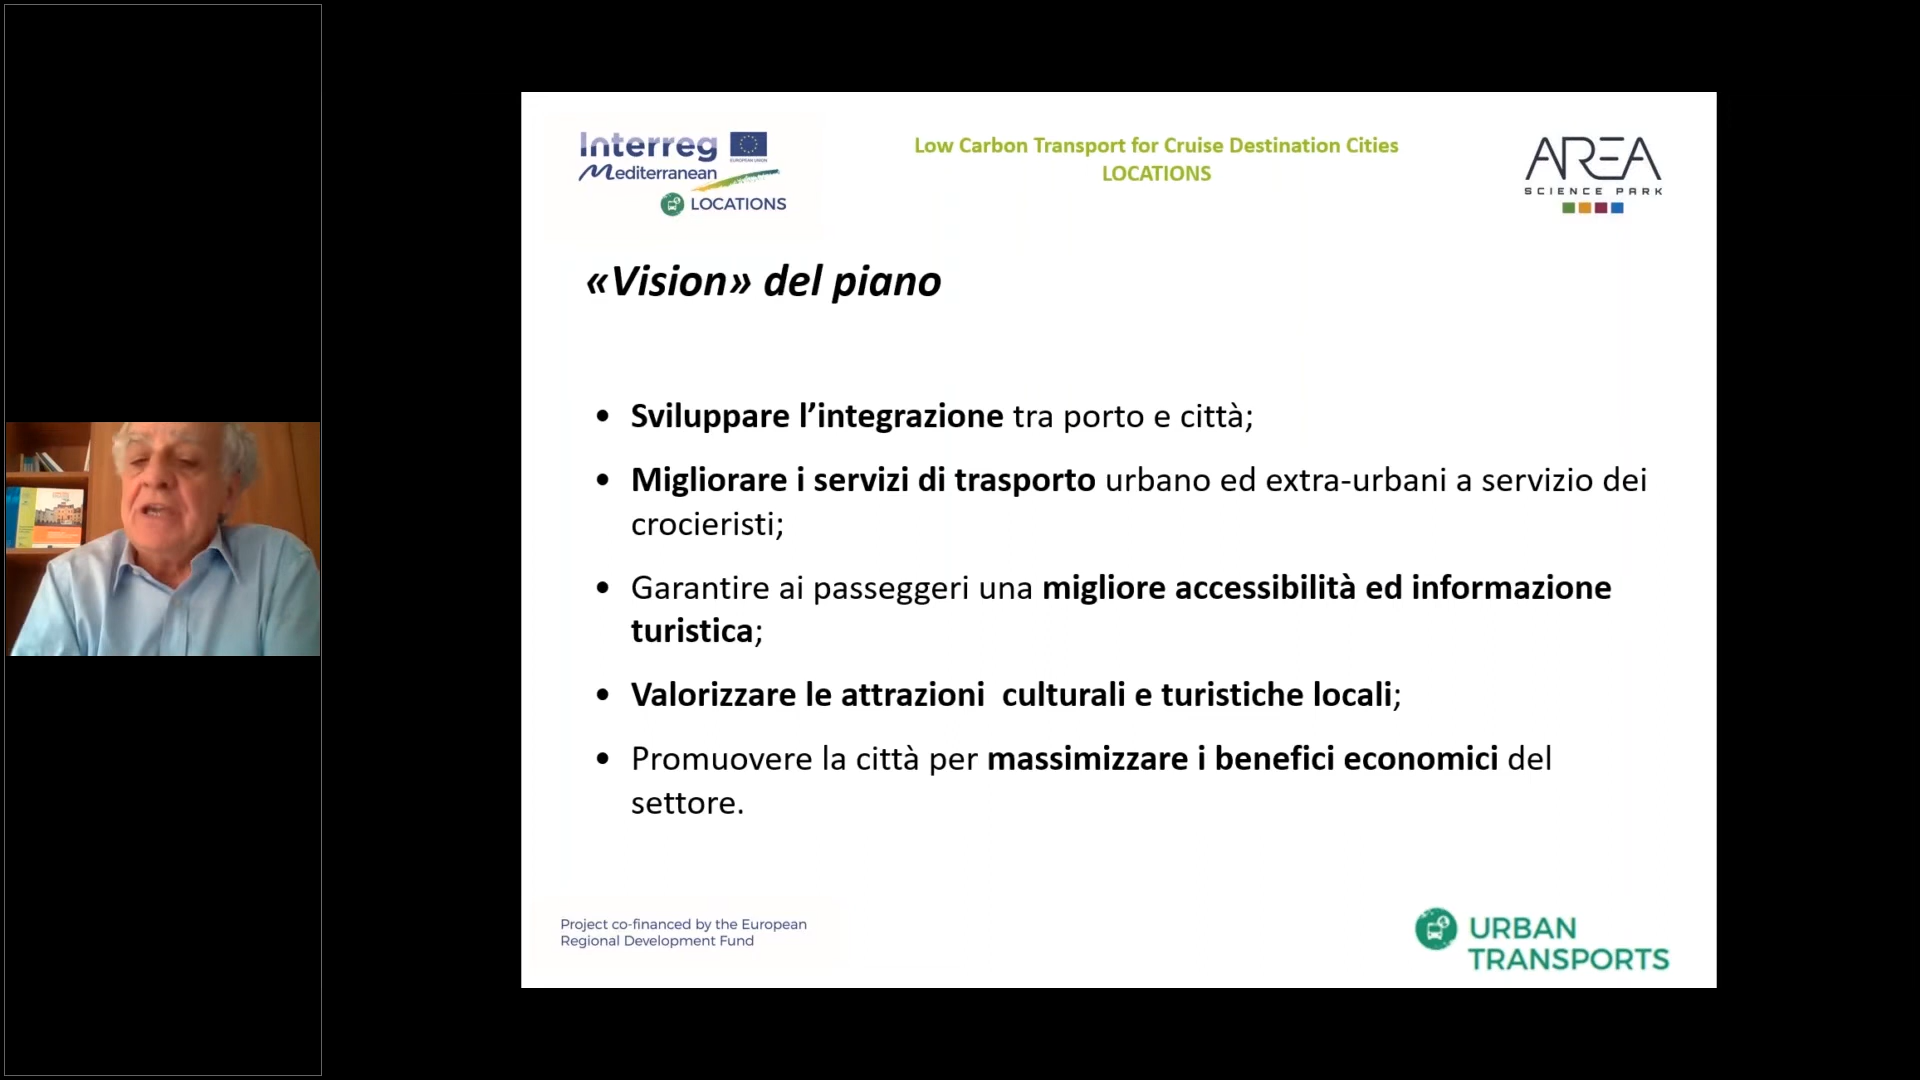 Interreg
EUROPEAN UNION
Mediterranean
LOCATIONS
Low Carbon Transport for Cruise Destination Cities
LOCATIONS
AREA
SCIENCE PARK
«Vision» del piano
• Sviluppare l’integrazione tra porto e città;
• Migliorare i servizi di trasporto urbano ed extra-urbani a servizio dei
crocieristi;
• Garantire ai passeggeri una migliore accessibilità ed informazione
turistica;
• Valorizzare le attrazioni  culturali e turistiche locali;
• Promuovere la città per massimizzare i benefici economici del
settore.
Project co-financed by the European
Regional Development Fund
URBAN
TRANSPORTS